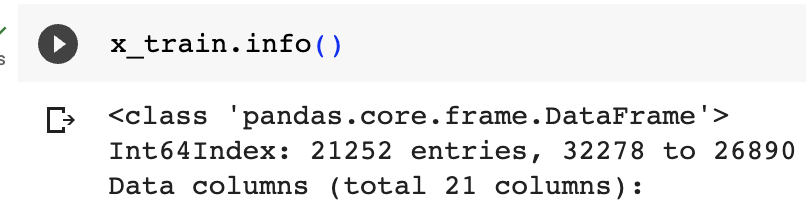 x_train.info()
s
<class 'pandas.core.frame.DataFrame'>
Int64Index: 21252 entries, 32278 to 26890
Data columns (total 21 columns):